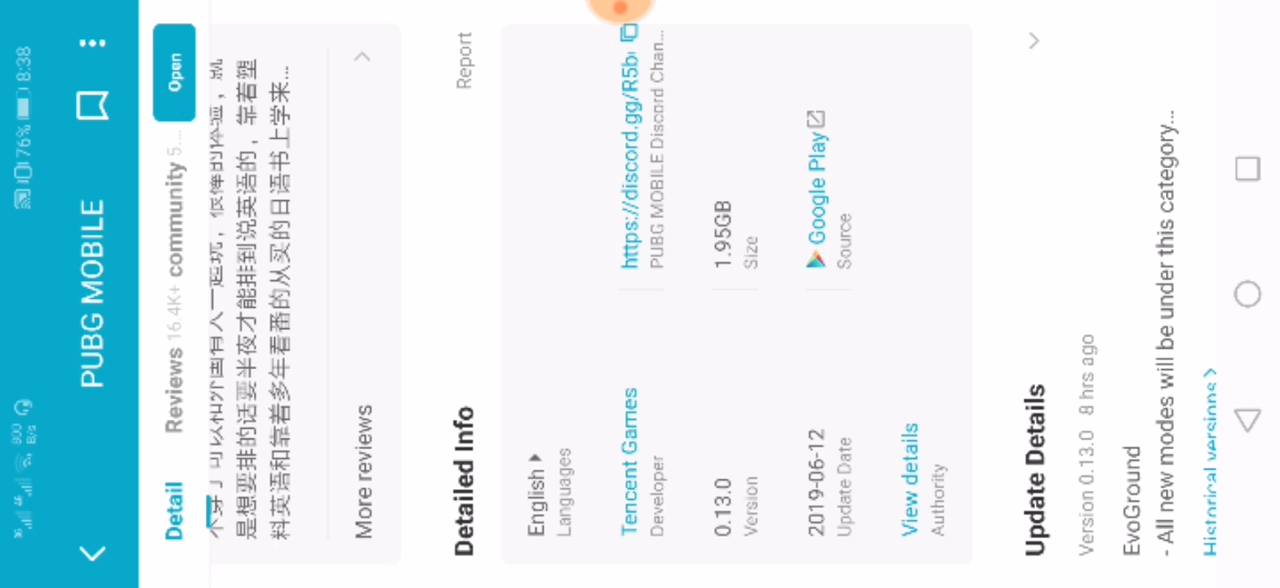 800 B/s 76% 8:38
PUBG MOBILE
Detail Reviews 16.4K+ community 5... Open
是想要排的话要半夜才能排到说英语的，靠着塑
料英语和靠着多年看番的从买的日语书上学来...
More reviews
Detailed Info Report
English
Languages
Tencent Games https://discord.gg/R5b
Developer PUBG MOBILE Discord Chan...
0.13.0 1.95GB
Version Size
2019-06-12 Google Play
Update Date Source
View details
Authority
Update Details
Version 0.13.0 8 hrs ago
EvoGround
- All new modes will be under this category...
Historical versions >